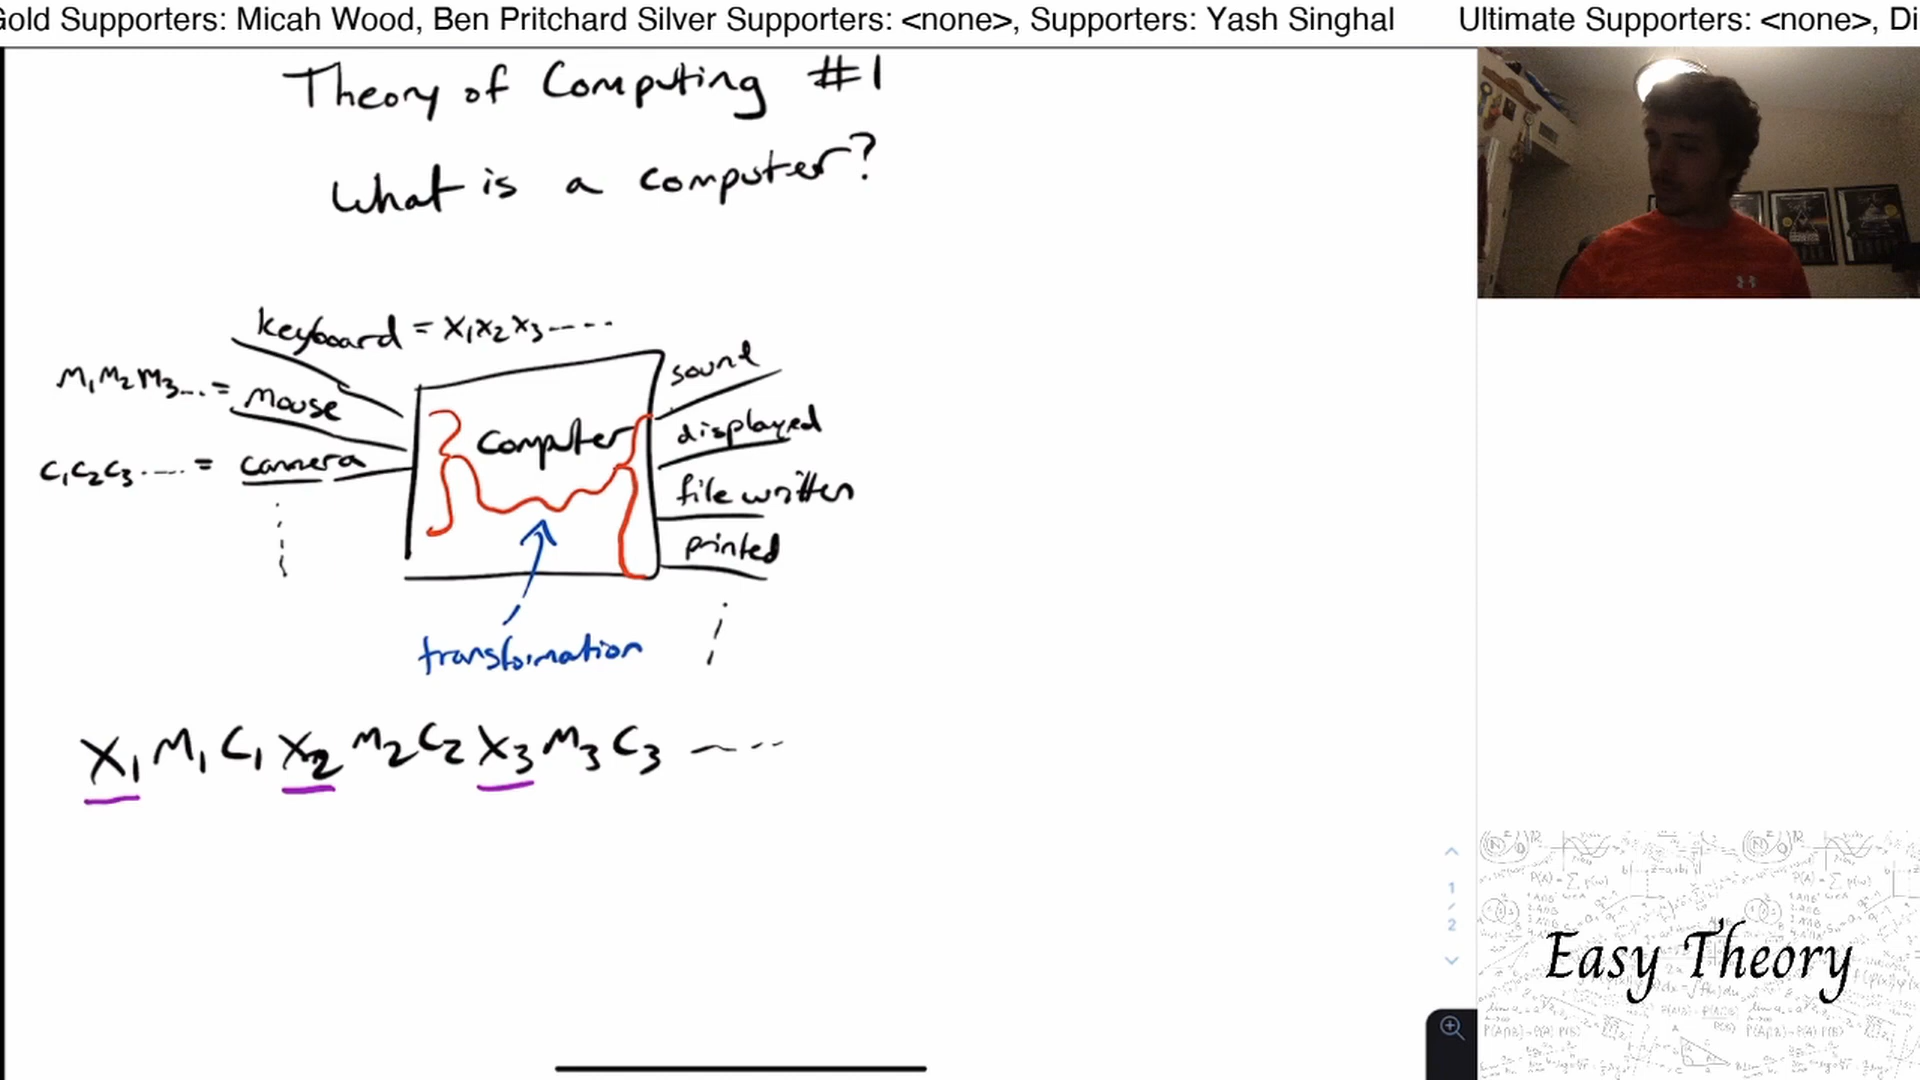 Gold Supporters: Micah Wood, Ben Pritchard Silver Supporters: <none>, Supporters: Yash Singhal Ultimate Supporters: <none>, Di
Theory of Computing #1
What is a computer?
keyboard = x₁x₂x₃----
M₁M₂M₃... = Mouse
C₁C₂C₃..... = camera
Computer
sound
displayed
file written
printed
transformation
X₁ M₁ C₁ X₂ M₂ C₂ X₃ M₃ C₃ ----
1
2
Easy Theory